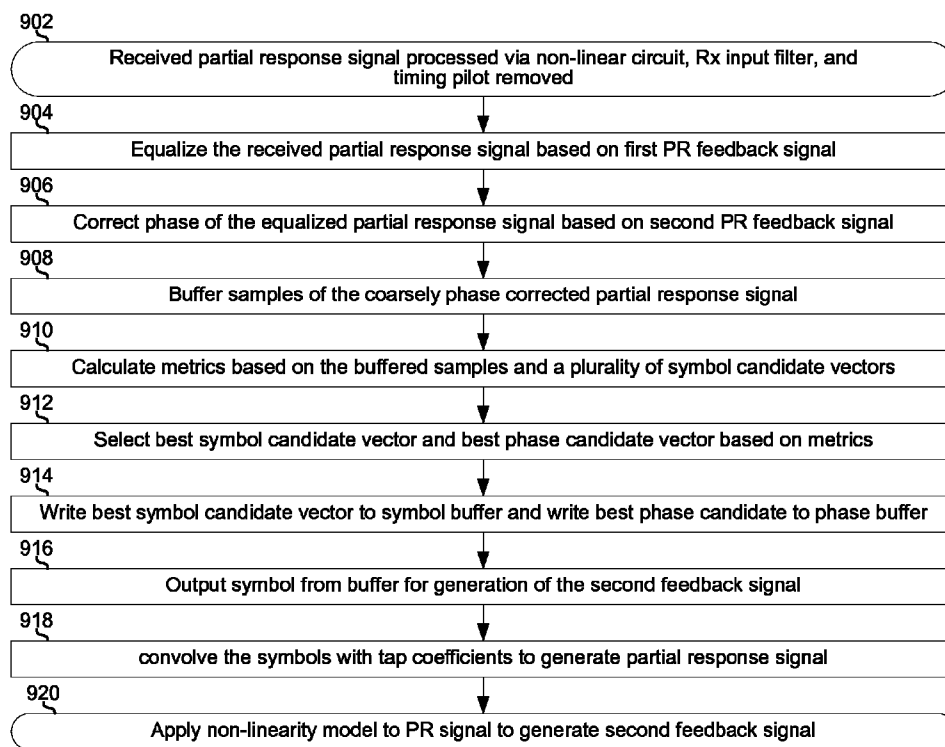 902
Received partial response signal processed via non-linear circuit, Rx input filter, and
timing pilot removed
904
Equalize the received partial response signal based on first PR feedback signal
906
Correct phase of the equalized partial response signal based on second PR feedback signal
908
Buffer samples of the coarsely phase corrected partial response signal
910
Calculate metrics based on the buffered samples and a plurality of symbol candidate vectors
912
Select best symbol candidate vector and best phase candidate vector based on metrics
914
Write best symbol candidate vector to symbol buffer and write best phase candidate to phase buffer
916
Output symbol from buffer for generation of the second feedback signal
918
convolve the symbols with tap coefficients to generate partial response signal
920
Apply non-linearity model to PR signal to generate second feedback signal